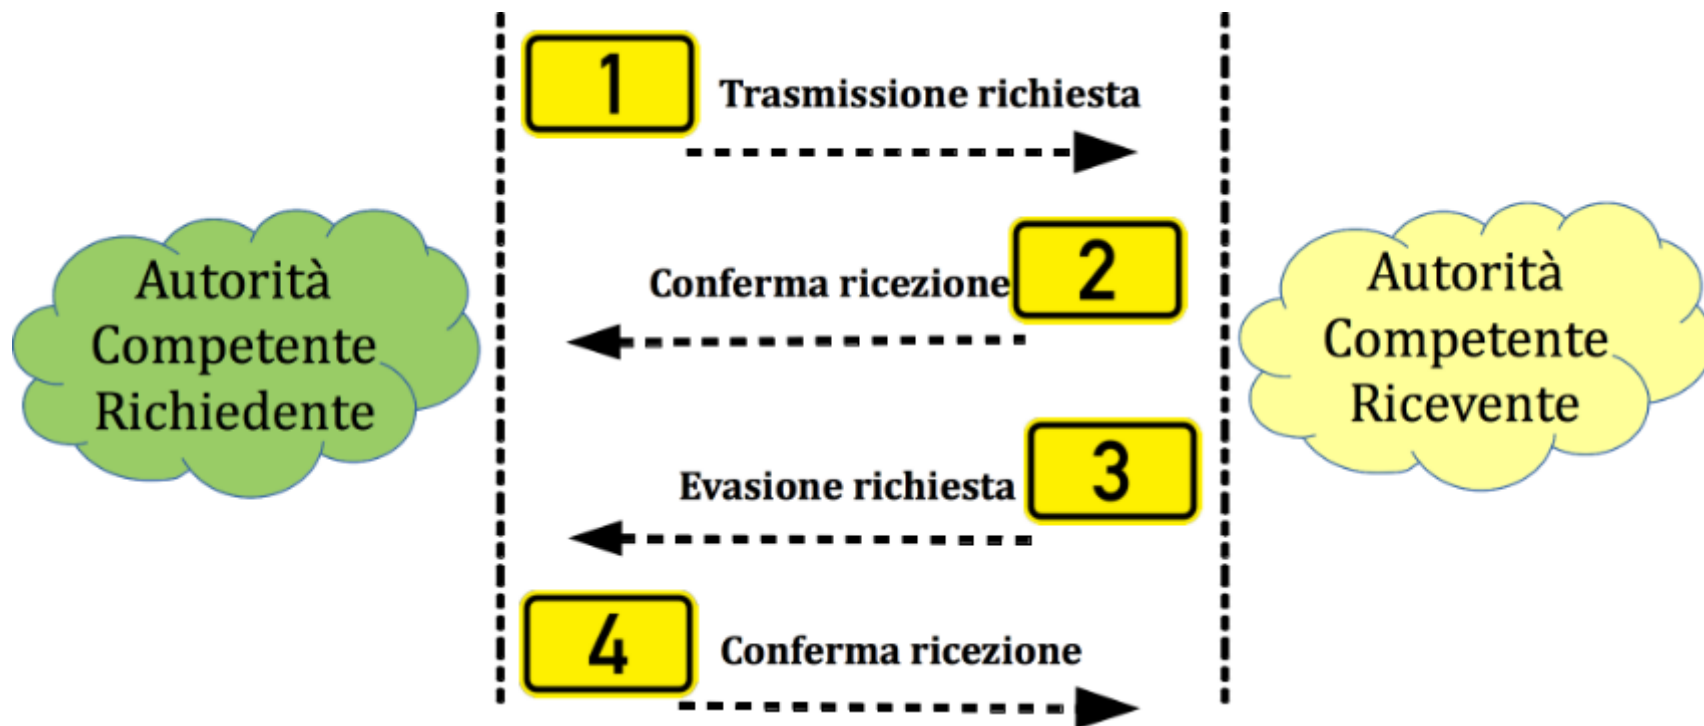 1
Trasmissione richiesta
Autorità
Competente
Richiedente
Conferma ricezione
2
Autorità
Competente
Ricevente
Evasione richiesta
3
4
Conferma ricezione